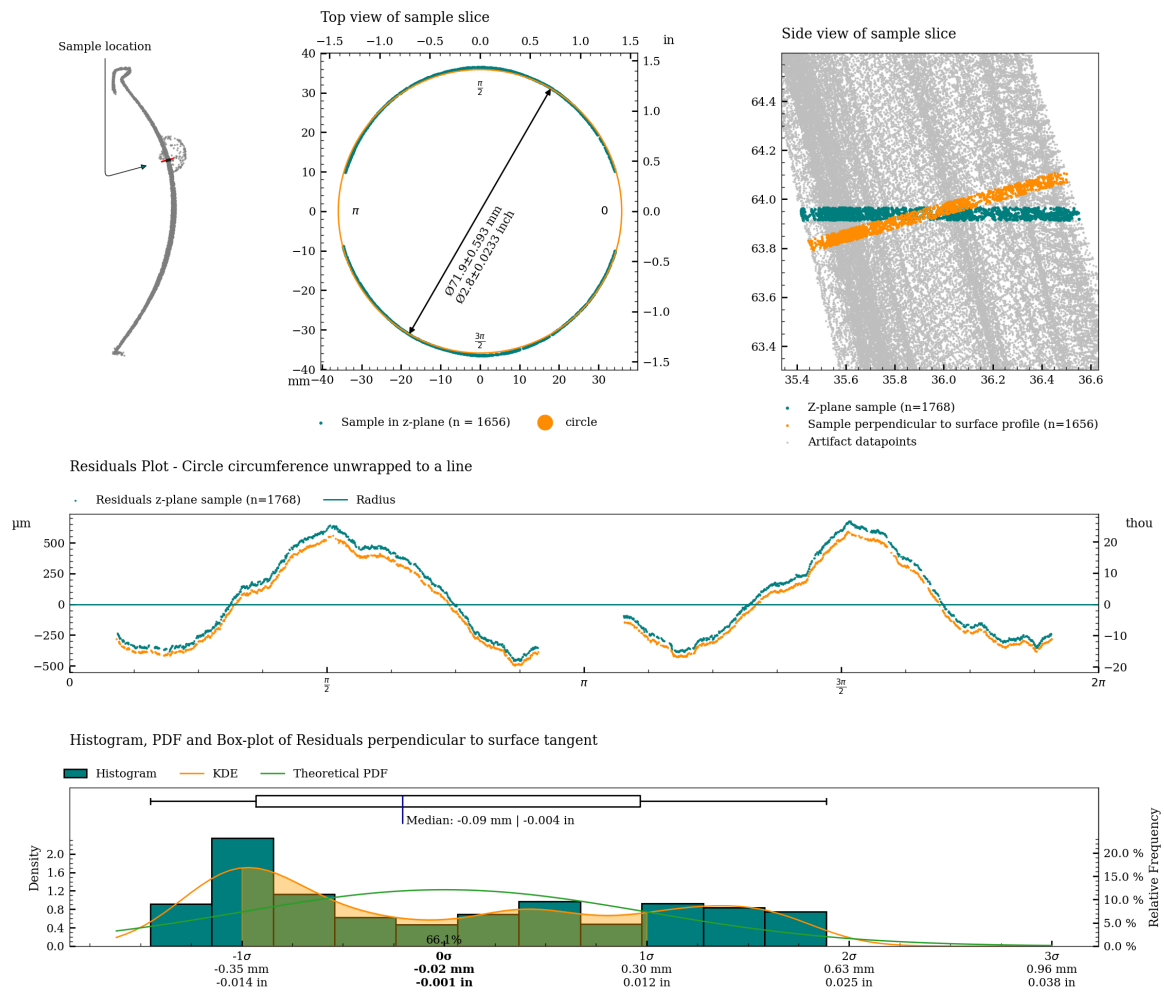 Sample location
Top view of sample slice
−1.5 −1.0 −0.5 0.0 0.5 1.0 1.5 in
40
30
20
10
0
−10
−20
−30
−40
1.5
1.0
0.5
0.0
−0.5
−1.0
−1.5
π/2
π
0
3π/2
Ø71.9±0.593 mm
Ø2.8±0.0233 inch
mm−40 −30 −20 −10 0 10 20 30
Sample in z-plane (n = 1656) circle
Side view of sample slice
64.4
64.2
64.0
63.8
63.6
63.4
35.4 35.6 35.8 36.0 36.2 36.4 36.6
Z-plane sample (n=1768)
Sample perpendicular to surface profile (n=1656)
Artifact datapoints
Residuals Plot - Circle circumference unwrapped to a line
Residuals z-plane sample (n=1768) Radius
µm
thou
500
250
0
−250
−500
20
10
0
−10
−20
0 π/2 π 3π/2 2π
Histogram, PDF and Box-plot of Residuals perpendicular to surface tangent
Histogram KDE Theoretical PDF
Median: -0.09 mm | -0.004 in
Density
2.0
1.6
1.2
0.8
0.4
0.0
Relative Frequency
20.0 %
15.0 %
10.0 %
5.0 %
0.0 %
66.1%
-1σ 0σ 1σ 2σ 3σ
-0.35 mm -0.02 mm 0.30 mm 0.63 mm 0.96 mm
-0.014 in -0.001 in 0.012 in 0.025 in 0.038 in